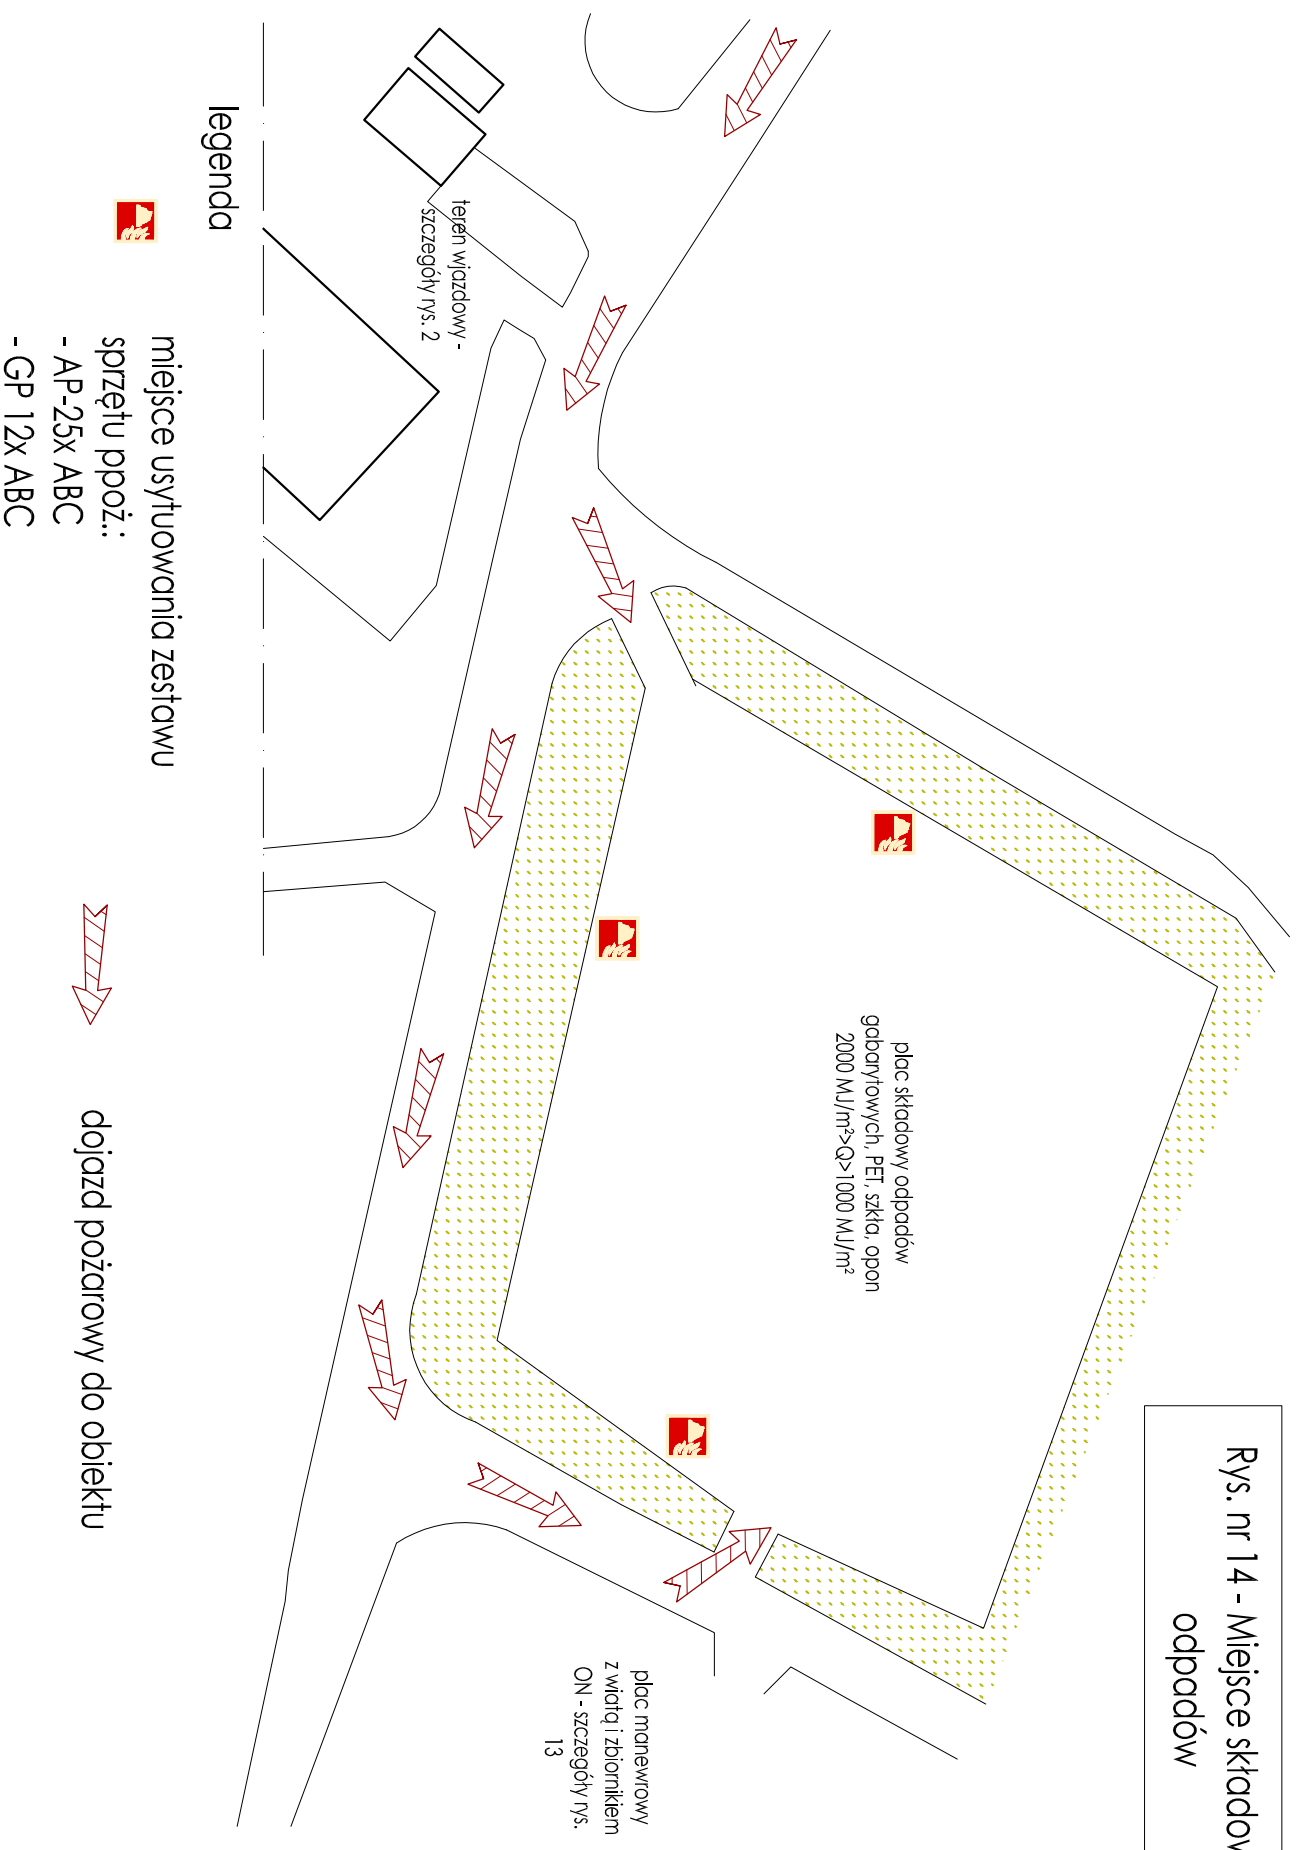 Rys. nr 14 - Miejsce
odpadów
plac składowy odpadów
gabarytowych, PET, szkła, opon
2000 MJ/m²>Q>1000 MJ/m²
teren wjazdowy -
szczegóły rys. 2
plac manewrowy
z wiatą i zbiornikiem
ON - szczegóły rys.
13
legenda
miejsce usytuowania zestawu
sprzętu ppoż.:
- AP-25x ABC
- GP 12x ABC
dojazd pożarowy do obiektu